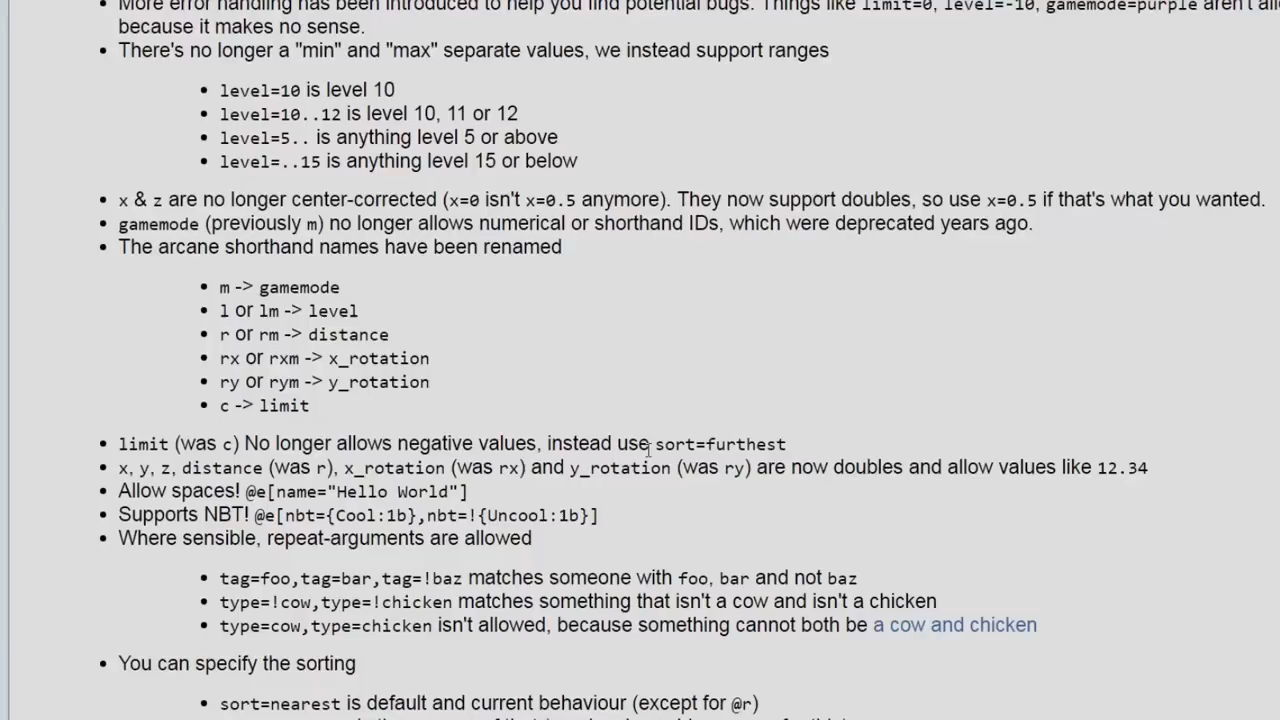 More error handling has been introduced to help you find potential bugs. Things like limit=0, level=-10, gamemode=purple aren't
because it makes no sense.
There's no longer a "min" and "max" separate values, we instead support ranges
level=10 is level 10
level=10..12 is level 10, 11 or 12
level=5.. is anything level 5 or above
level=..15 is anything level 15 or below
x & z are no longer center-corrected (x=0 isn't x=0.5 anymore). They now support doubles, so use x=0.5 if that's what you wanted.
gamemode (previously m) no longer allows numerical or shorthand IDs, which were deprecated years ago.
The arcane shorthand names have been renamed
m -> gamemode
l or lm -> level
r or rm -> distance
rx or rxm -> x_rotation
ry or rym -> y_rotation
c -> limit
limit (was c) No longer allows negative values, instead use sort=furthest
x, y, z, distance (was r), x_rotation (was rx) and y_rotation (was ry) are now doubles and allow values like 12.34
Allow spaces! @e[name="Hello World"]
Supports NBT! @e[nbt={Cool:1b},nbt=!{Uncool:1b}]
Where sensible, repeat-arguments are allowed
tag=foo,tag=bar,tag=!baz matches someone with foo, bar and not baz
type=!cow,type=!chicken matches something that isn't a cow and isn't a chicken
type=cow,type=chicken isn't allowed, because something cannot both be a cow and chicken
You can specify the sorting
sort=nearest is default and current behaviour (except for @r)